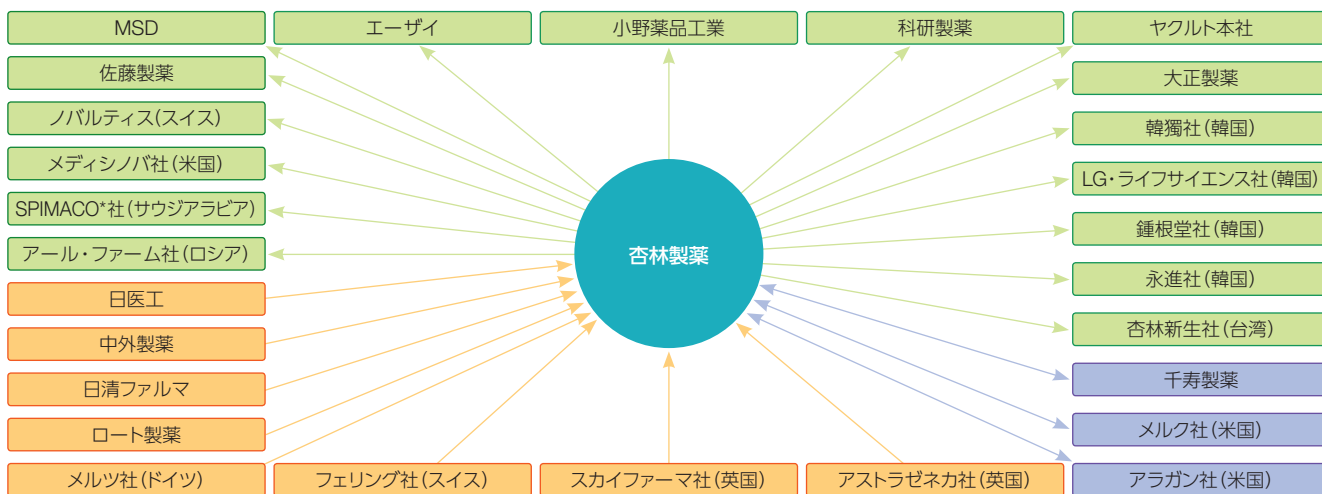 MSD
エーザイ
小野薬品工業
科研製薬
ヤクルト本社
佐藤製薬
大正製薬
ノバルティス(スイス)
韓獨社(韓国)
メディシノバ社(米国)
LG・ライフサイエンス社(韓国)
SPIMACO*社(サウジアラビア)
鍾根堂社(韓国)
アール・ファーム社(ロシア)
杏林製薬
永進社(韓国)
日医工
杏林新生社(台湾)
中外製薬
千寿製薬
日清ファルマ
メルク社(米国)
ロート製薬
メルツ社(ドイツ)
フェリング社(スイス)
スカイファーマ社(英国)
アストラゼネカ社(英国)
アラガン社(米国)